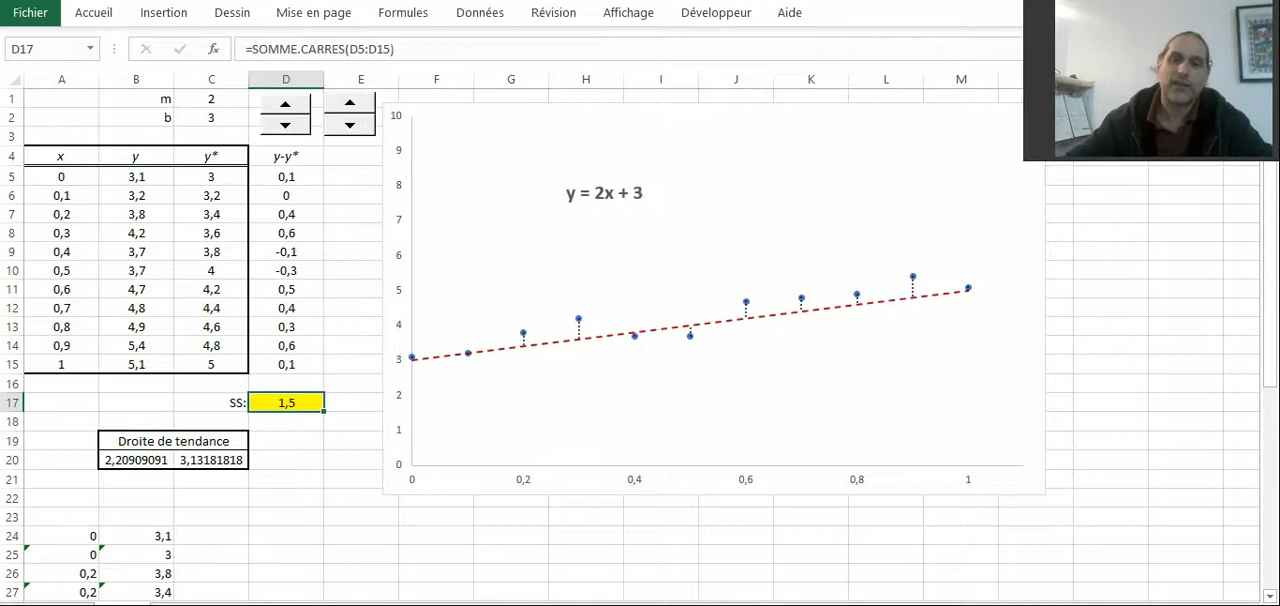 Fichier Accueil Insertion Dessin Mise en page Formules Données Révision Affichage Développeur Aide
D17 fx =SOMME.CARRES(D5:D15)
A B C D E F G H I J K L M
1 m 2
2 b 3
3
4 x y y* y-y*
5 0 3,1 3 0,1
6 0,1 3,2 3,2 0
7 0,2 3,8 3,4 0,4
8 0,3 4,2 3,6 0,6
9 0,4 3,7 3,8 -0,1
10 0,5 3,7 4 -0,3
11 0,6 4,7 4,2 0,5
12 0,7 4,8 4,4 0,4
13 0,8 4,9 4,6 0,3
14 0,9 5,4 4,8 0,6
15 1 5,1 5 0,1
16
17 SS: 1,5
18
19 Droite de tendance
20 2,20909091 3,13181818
21
22
23
24 0 3,1
25 0 3
26 0,2 3,8
27 0,2 3,4
10
9
8
y = 2x + 3
7
6
5
4
3
2
1
0
0 0,2 0,4 0,6 0,8 1